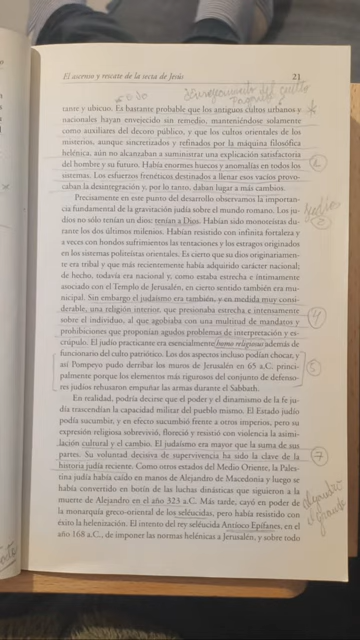 El ascenso y rescate de la secta de Jesús 21
tante y ubicuo. Es bastante probable que los antiguos cultos urbanos y
nacionales hayan envejecido sin remedio, manteniéndose solamente
como auxiliares del decoro público, y que los cultos orientales de los
misterios, aunque sincretizados y refinados por la máquina filosófica
helénica, aún no alcanzaban a suministrar una explicación satisfactoria
del hombre y su futuro. Había enormes huecos y anomalías en todos los
sistemas. Los esfuerzos frenéticos destinados a llenar esos vacíos provo-
caban la desintegración y, por lo tanto, daban lugar a más cambios.
Precisamente en este punto del desarrollo observamos la importan-
cia fundamental de la gravitación judía sobre el mundo romano. Los ju-
díos no sólo tenían un dios: tenían a Dios. Habían sido monoteístas du-
rante los dos últimos milenios. Habían resistido con infinita fortaleza y
a veces con hondos sufrimientos las tentaciones y los estragos originados
en los sistemas politeístas orientales. Es cierto que su dios originariamen-
te era tribal y que más recientemente había adquirido carácter nacional;
de hecho, todavía era nacional y, como estaba estrecha e íntimamente
asociado con el Templo de Jerusalén, en cierto sentido también era mu-
nicipal. Sin embargo el judaísmo era también, y en medida muy consi-
derable, una religión interior, que presionaba estrecha e intensamente
sobre el individuo, al que agobiaba con una multitud de mandatos y
prohibiciones que proponían agudos problemas de interpretación y es-
crúpulo. El judío practicante era esencialmente homo religiosus además de
funcionario del culto patriótico. Los dos aspectos incluso podían chocar, y
así Pompeyo pudo derribar los muros de Jerusalén en 65 a.C. princi-
palmente porque los elementos más rigurosos del conjunto de defenso-
res judíos rehusaron empuñar las armas durante el Sabbath.
En realidad, podría decirse que el poder y el dinamismo de la fe ju-
día trascendían la capacidad militar del pueblo mismo. El Estado judío
podía sucumbir, y en efecto sucumbió frente a otros imperios, pero su
expresión religiosa sobrevivió, floreció y resistió con violencia la asimi-
lación cultural y el cambio. El judaísmo era mayor que la suma de sus
partes. Su voluntad decisiva de supervivencia ha sido la clave de la
historia judía reciente. Como otros estados del Medio Oriente, la Pales-
tina judía había caído en manos de Alejandro de Macedonia y luego se
había convertido en botín de las luchas dinásticas que siguieron a la
muerte de Alejandro en el año 323 a.C. Más tarde, cayó en poder de
la monarquía greco-oriental de los seléucidas, pero había resistido con
éxito la helenización. El intento del rey seléucida Antíoco Epífanes, en el
año 168 a.C., de imponer las normas helénicas a Jerusalén, y sobre todo